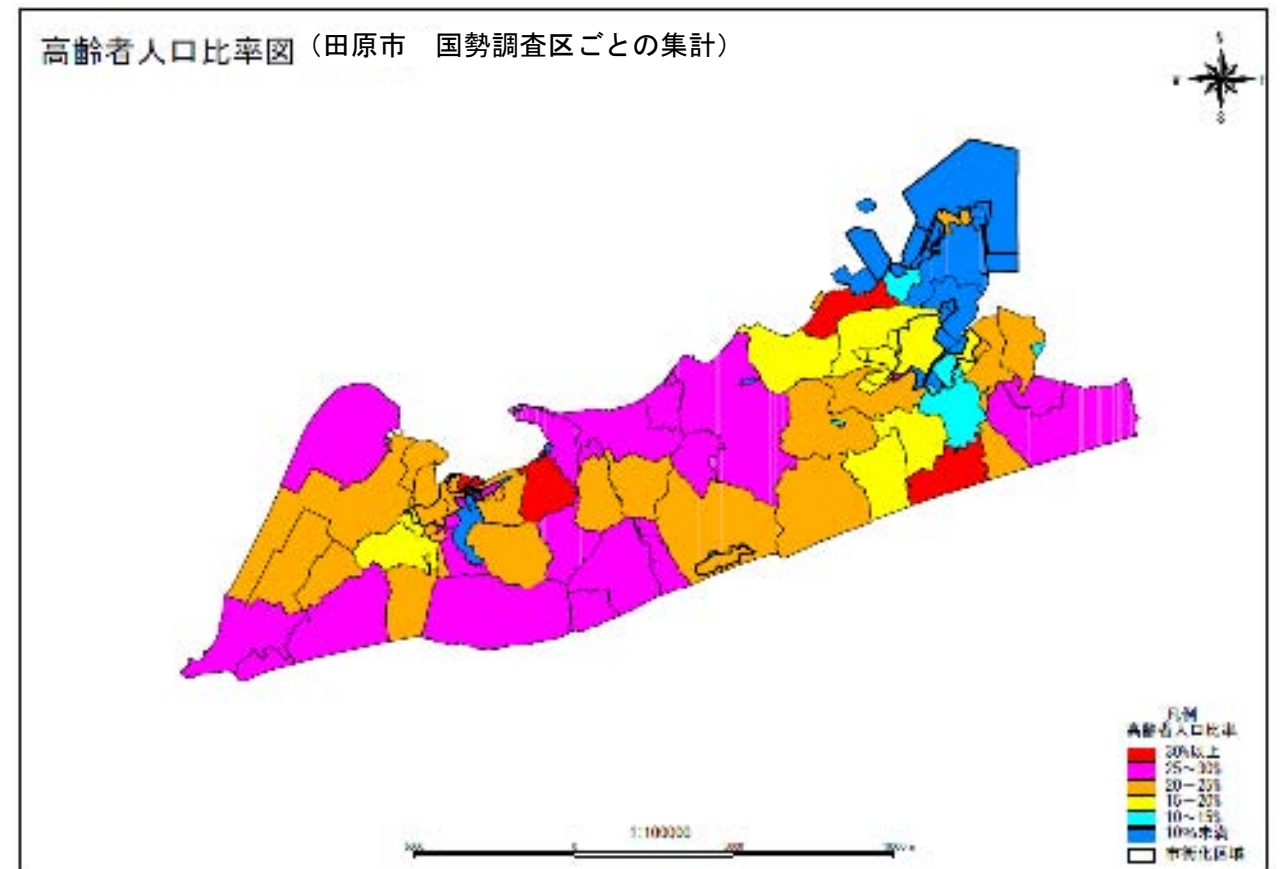 高齢者人口比率図（田原市　国勢調査区ごとの集計）
N
W E
S
凡例
高齢者人口比率
30%以上
25～30%
20～25%
15～20%
10～15%
10%未満
市街化区域
1:100000
0